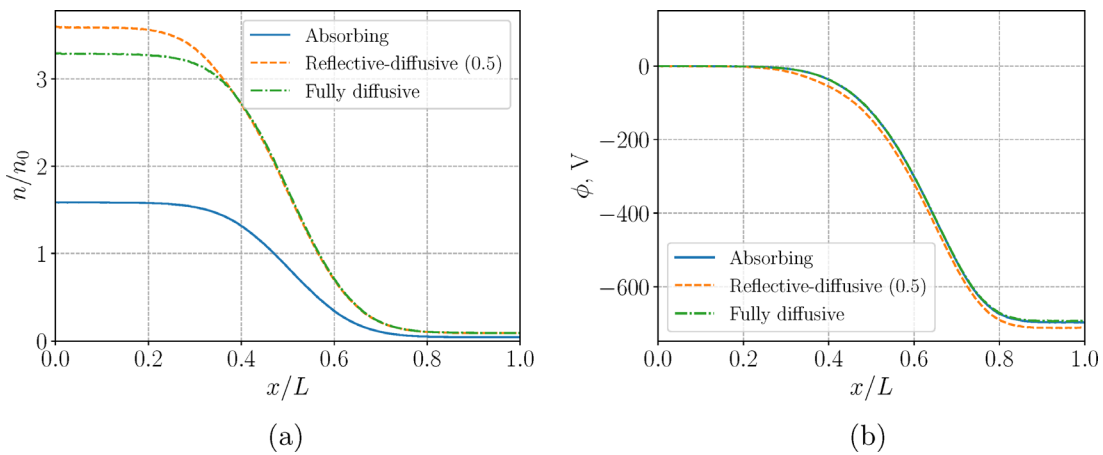 3
2
1
0
n/n₀
0.0 0.2 0.4 0.6 0.8 1.0
x/L
Absorbing
Reflective-diffusive (0.5)
Fully diffusive
(a)
0
−200
−400
−600
ϕ, V
0.0 0.2 0.4 0.6 0.8 1.0
x/L
Absorbing
Reflective-diffusive (0.5)
Fully diffusive
(b)